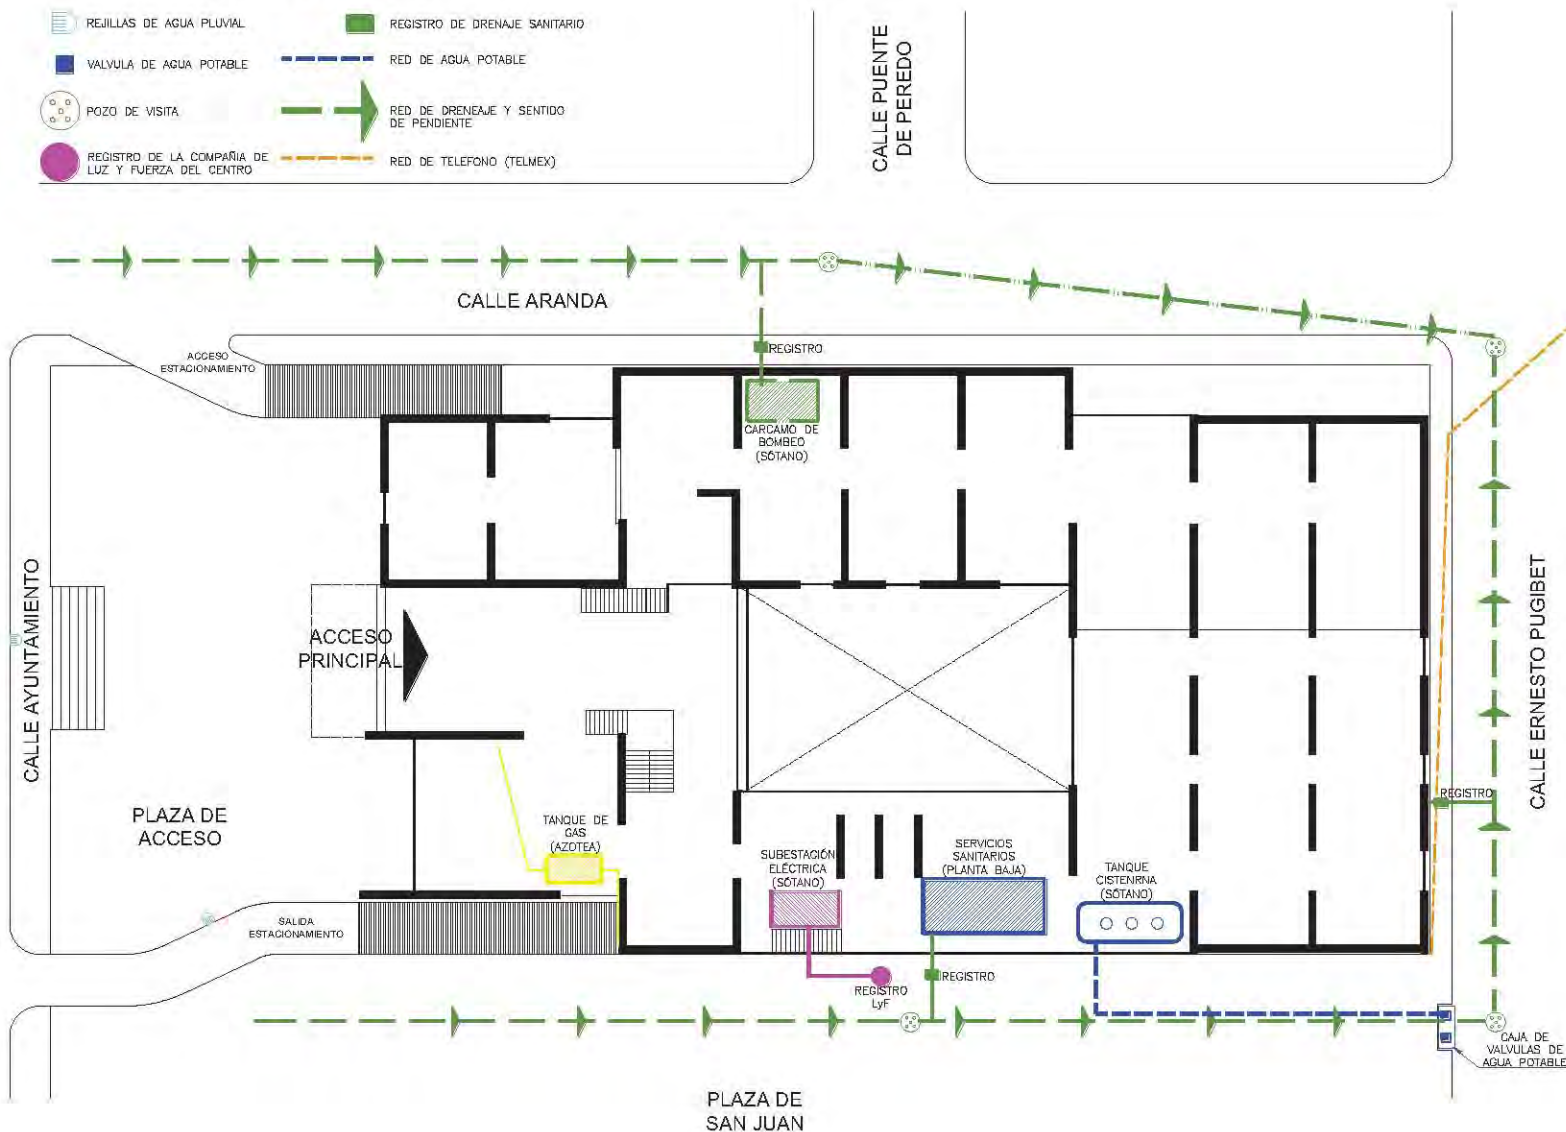 REJILLAS DE AGUA PLUVIAL
REGISTRO DE DRENAJE SANITARIO
VALVULA DE AGUA POTABLE
RED DE AGUA POTABLE
POZO DE VISITA
RED DE DRENEAJE Y SENTIDO
DE PENDIENTE
REGISTRO DE LA COMPAÑIA DE
LUZ Y FUERZA DEL CENTRO
RED DE TELEFONO (TELMEX)
CALLE PUENTE
DE PEREDO
CALLE ARANDA
ACCESO
ESTACIONAMIENTO
REGISTRO
CARCAMO DE
BOMBEO
(SÓTANO)
CALLE AYUNTAMIENTO
ACCESO
PRINCIPAL
CALLE ERNESTO PUGIBET
PLAZA DE
ACCESO
TANQUE DE
GAS
(AZOTEA)
SUBESTACIÓN
ELÉCTRICA
(SÓTANO)
SERVICIOS
SANITARIOS
(PLANTA BAJA)
TANQUE
CISTENRNA
(SÓTANO)
REGISTRO
SALIDA
ESTACIONAMIENTO
REGISTRO
LyF
REGISTRO
CAJA DE
VALVULAS DE
AGUA POTABLE
PLAZA DE
SAN JUAN